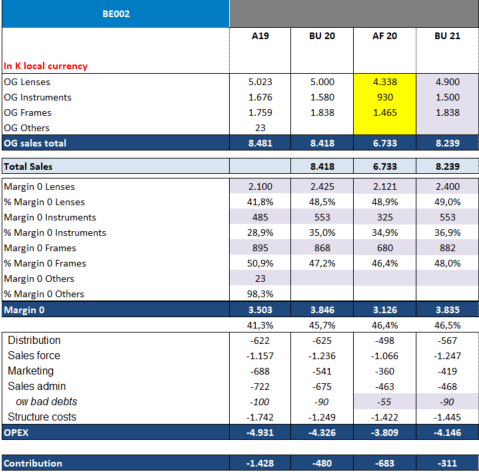 BE002
A19 BU 20 AF 20 BU 21
In K local currency
OG Lenses 5.023 5.000 4.338 4.900
OG Instruments 1.676 1.580 930 1.500
OG Frames 1.759 1.838 1.465 1.838
OG Others 23
OG sales total 8.481 8.418 6.733 8.239
Total Sales 8.418 6.733 8.239
Margin 0 Lenses 2.100 2.425 2.121 2.400
% Margin 0 Lenses 41,8% 48,5% 48,9% 49,0%
Margin 0 Instruments 485 553 325 553
% Margin 0 Instruments 28,9% 35,0% 34,9% 36,9%
Margin 0 Frames 895 868 680 882
% Margin 0 Frames 50,9% 47,2% 46,4% 48,0%
Margin 0 Others 23
% Margin 0 Others 98,3%
Margin 0 3.503 3.846 3.126 3.835
41,3% 45,7% 46,4% 46,5%
Distribution -622 -625 -498 -567
Sales force -1.157 -1.236 -1.066 -1.247
Marketing -688 -541 -360 -419
Sales admin -722 -675 -463 -468
ow bad debts -100 -90 -55 -90
Structure costs -1.742 -1.249 -1.422 -1.445
OPEX -4.931 -4.326 -3.809 -4.146
Contribution -1.428 -480 -683 -311